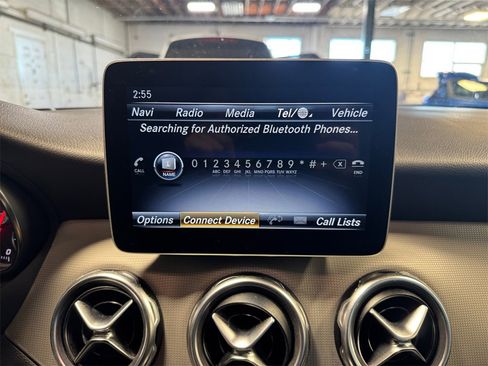 2:55
Navi Radio Media Tel/ Vehicle
Searching for Authorized Bluetooth Phones...
0 1 2 3 4 5 6 7 8 9 * # +
ABC DEF GHI JKL MNO PQRS TUV WXYZ
CALL NAME END
Options Connect Device Call Lists
0